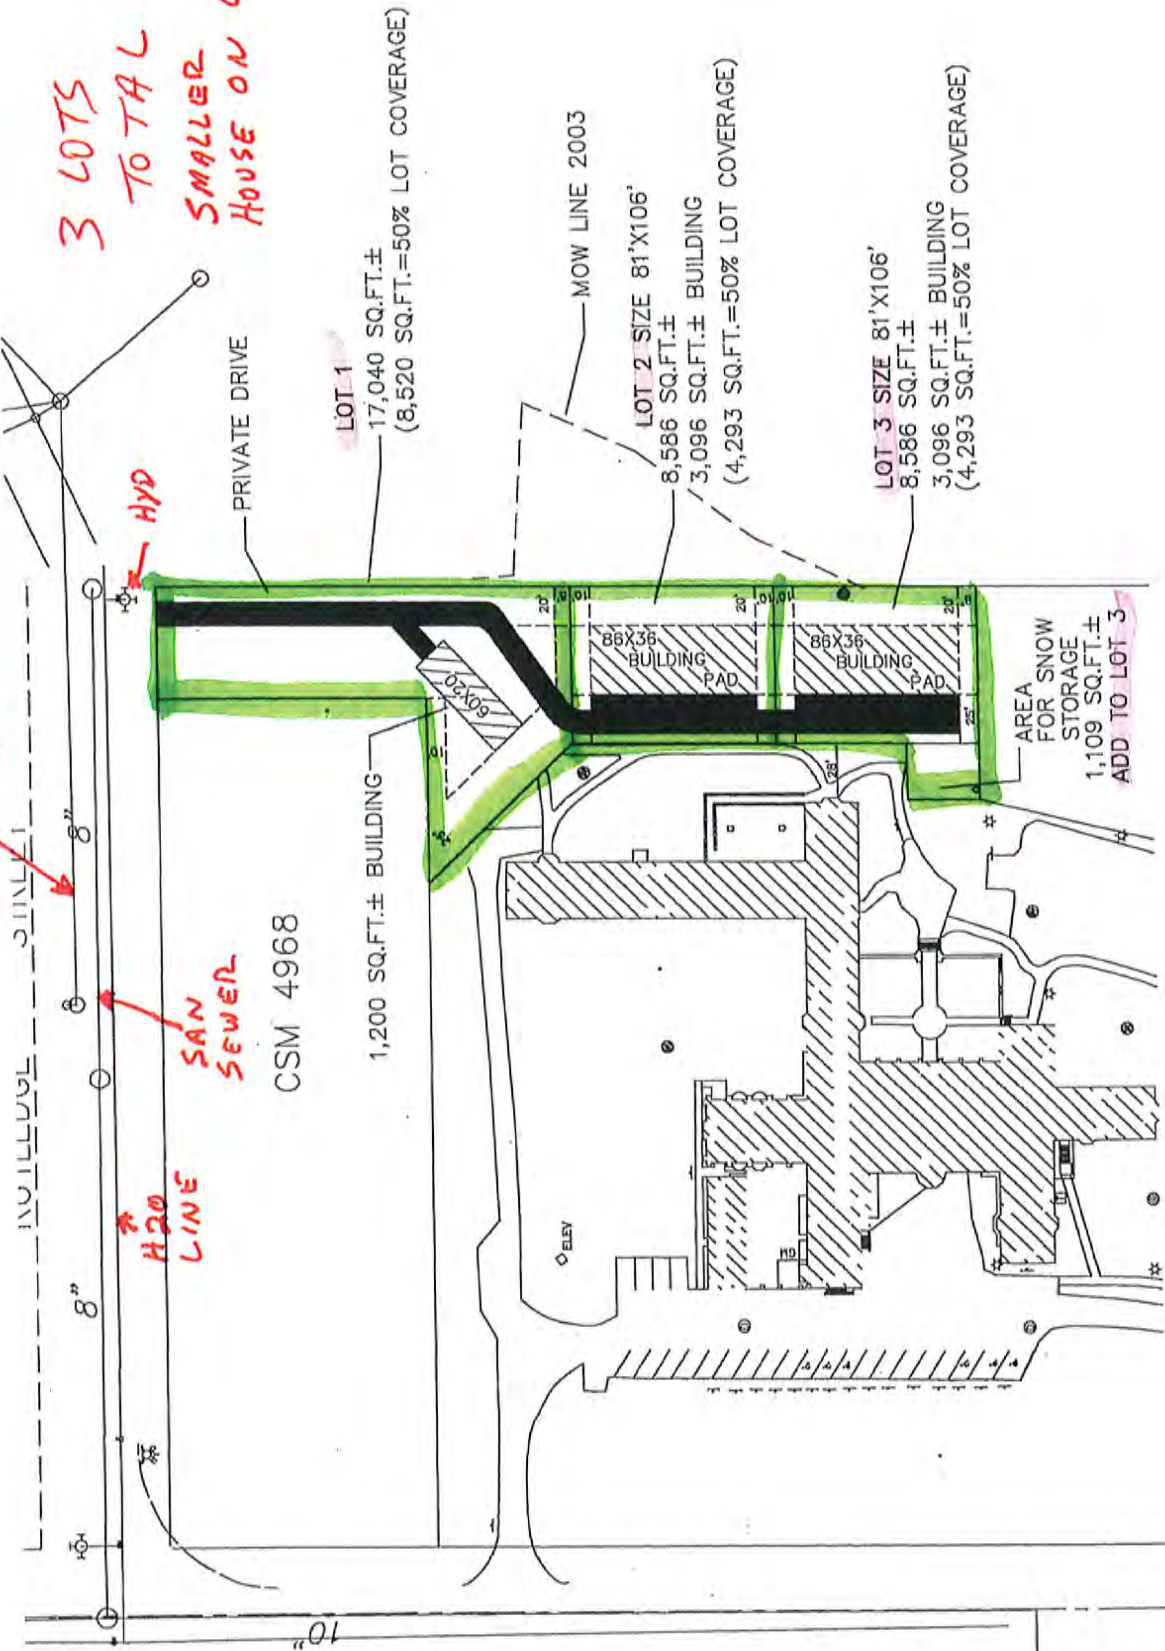 3 LOTS
TO TAL
SMALLER
HOUSE ON
HYD
SAN
SEWER
H20
LINE
8"
8"
10"
PRIVATE DRIVE
LOT 1
17,040 SQ.FT.±
(8,520 SQ.FT.=50% LOT COVERAGE)
MOW LINE 2003
LOT 2 SIZE 81'X106'
8,586 SQ.FT.±
3,096 SQ.FT.± BUILDING
(4,293 SQ.FT.=50% LOT COVERAGE)
LOT 3 SIZE 81'X106'
8,586 SQ.FT.±
3,096 SQ.FT.± BUILDING
(4,293 SQ.FT.=50% LOT COVERAGE)
CSM 4968
1,200 SQ.FT.± BUILDING
60X20
20'
10'
86X36
BUILDING
PAD
20'
10'
86X36
BUILDING
PAD
20'
25'
28'
AREA
FOR SNOW
STORAGE
1,109 SQ.FT.±
ADD TO LOT 3
ELEV
GM